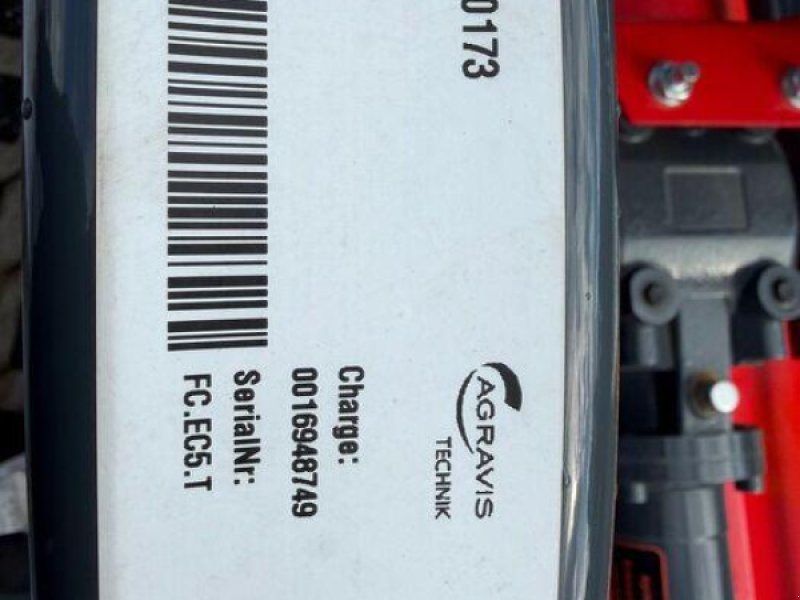 0173
AGRAVIS
TECHNIK
Charge:
0016948749
SerialNr:
FC.EC5.T